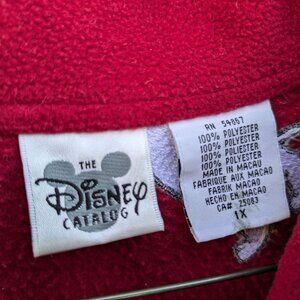 THE
Disney
CATALOG
RN 54867
100% POLYESTER
100% POLYESTER
100% POLYESTER
100% POLYESTER
MADE IN MACAU
FABRIQUE AUX MACAO
FABRIK MACAO
HECHO EN MACAO
CA# 25083
1X